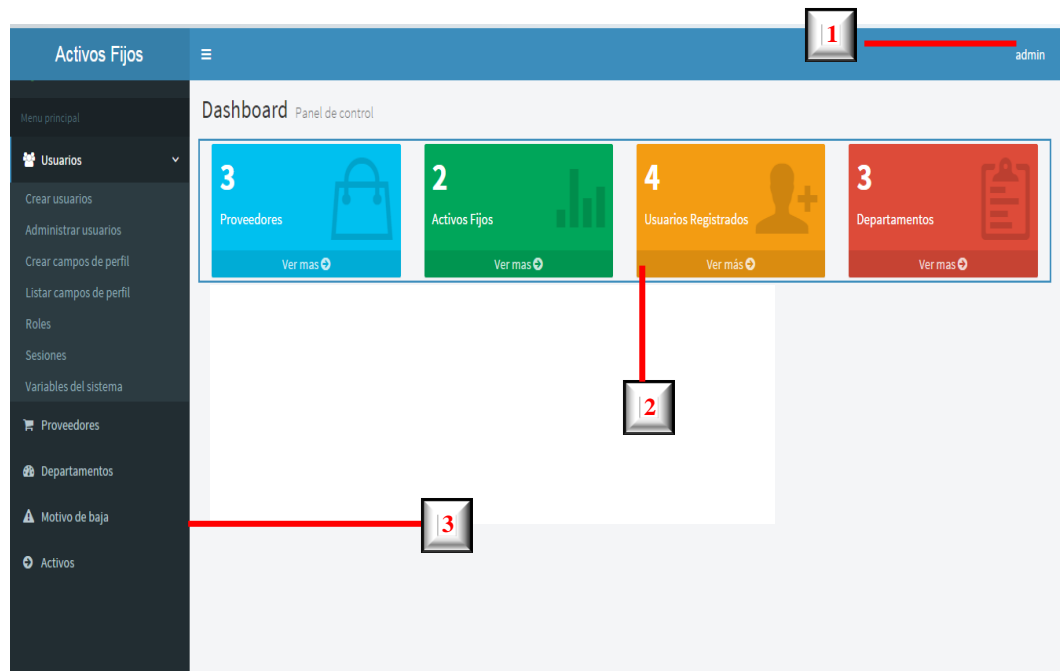 1
Activos Fijos
admin
Menu principal
Dashboard Panel de control
Usuarios
Crear usuarios
Administrar usuarios
Crear campos de perfil
Listar campos de perfil
Roles
Sesiones
Variables del sistema
Proveedores
Departamentos
Motivo de baja
Activos
3
Proveedores
Ver mas
2
Activos Fijos
Ver mas
4
Usuarios Registrados
Ver más
3
Departamentos
Ver mas
2
3